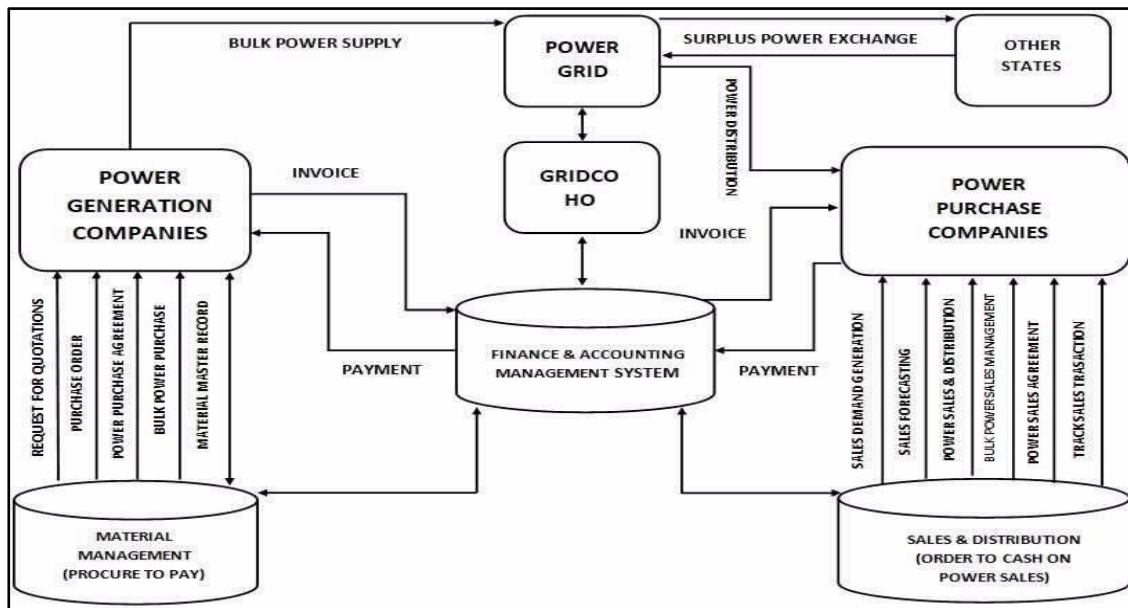 BULK POWER SUPPLY
POWER
GRID
SURPLUS POWER EXCHANGE
OTHER
STATES
POWER DISTRIBUTION
POWER
GENERATION
COMPANIES
INVOICE
GRIDCO
HO
INVOICE
POWER
PURCHASE
COMPANIES
REQUEST FOR QUOTATIONS
PURCHASE ORDER
POWER PURCHASE AGREEMENT
BULK POWER PURCHASE
MATERIAL MASTER RECORD
PAYMENT
FINANCE & ACCOUNTING
MANAGEMENT SYSTEM
PAYMENT
SALES DEMAND GENERATION
SALES FORECASTING
POWER SALES & DISTRIBUTION
BULK POWER SALES MANAGEMENT
POWER SALES AGREEMENT
TRACK SALES TRASACTION
MATERIAL
MANAGEMENT
(PROCURE TO PAY)
SALES & DISTRIBUTION
(ORDER TO CASH ON
POWER SALES)